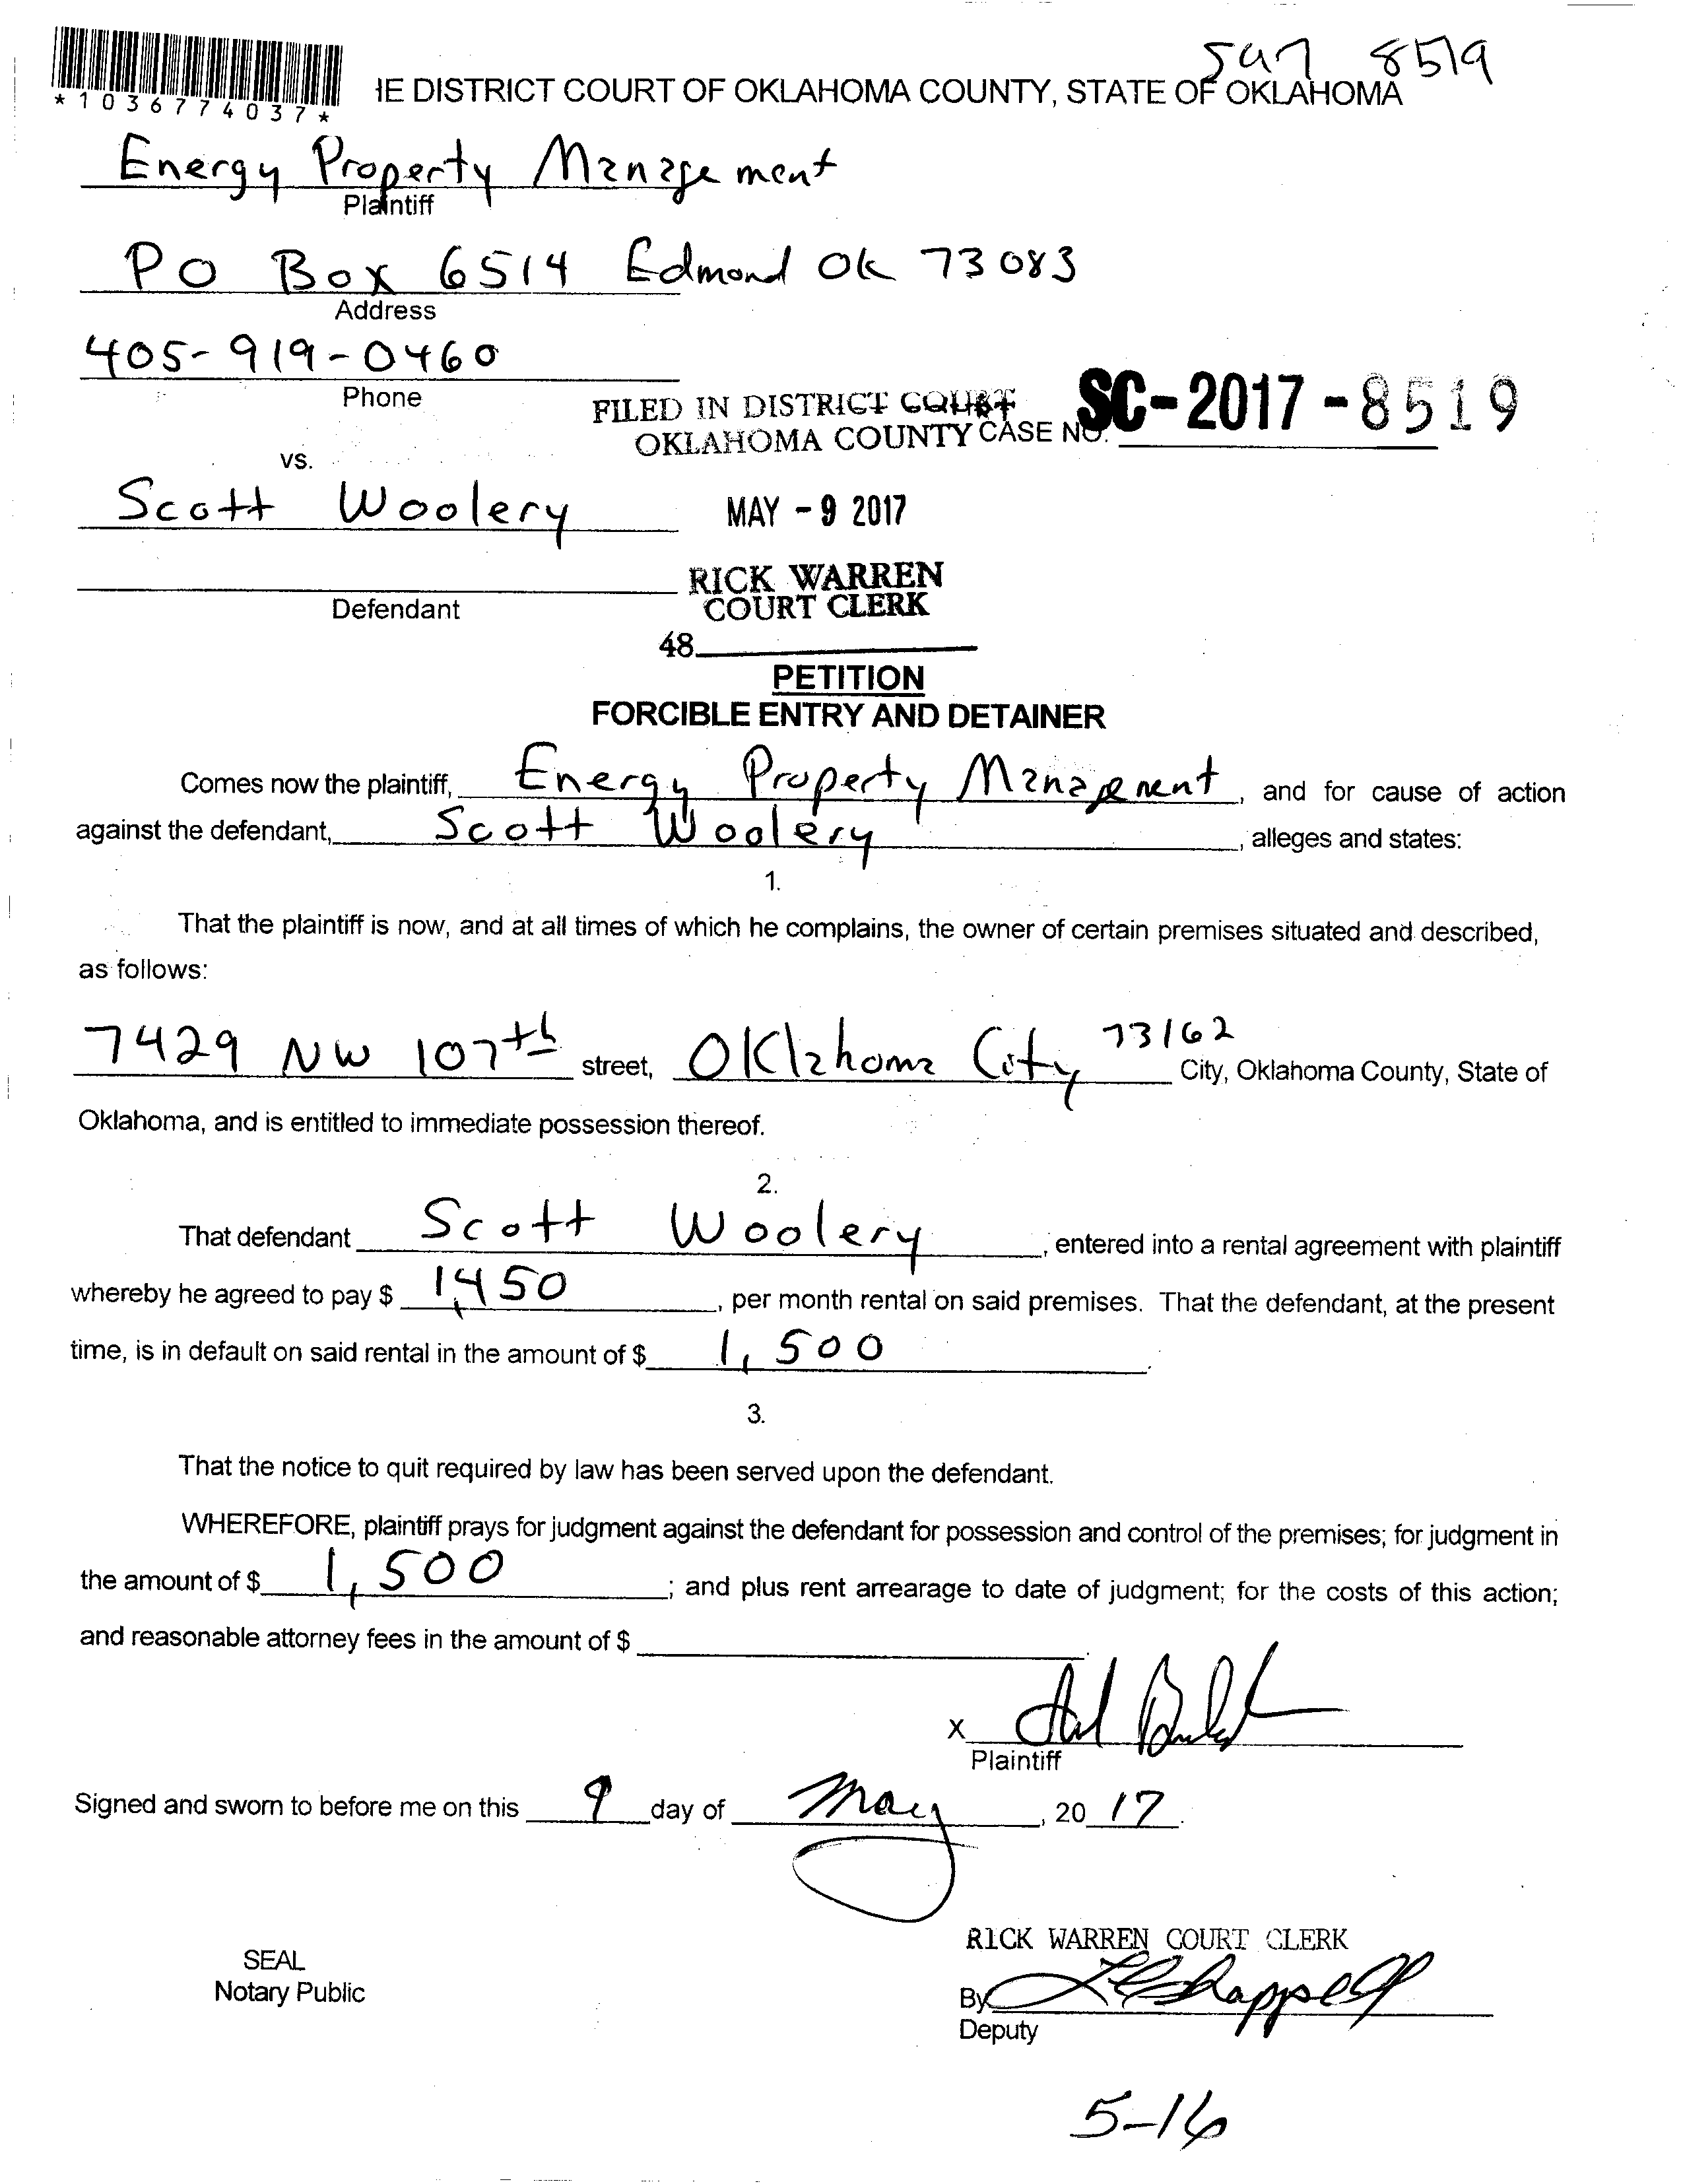 8519
*1036774037*
IE DISTRICT COURT OF OKLAHOMA COUNTY, STATE OF OKLAHOMA
Energy Property Management
Plaintiff
PO Box 6514 Edmond OK 73083
Address
405-919-0460
Phone
FILED IN DISTRICT COURT
OKLAHOMA COUNTY CASE NO. SC-2017-8519
vs.
Scott Woolery
MAY - 9 2017
RICK WARREN
COURT CLERK
Defendant
48
PETITION
FORCIBLE ENTRY AND DETAINER
Comes now the plaintiff, Energy Property Management, and for cause of action
against the defendant, Scott Woolery, alleges and states:
1.
That the plaintiff is now, and at all times of which he complains, the owner of certain premises situated and described,
as follows:
7429 NW 107th street, Oklahoma City 73162 City, Oklahoma County, State of
Oklahoma, and is entitled to immediate possession thereof.
2.
That defendant Scott Woolery, entered into a rental agreement with plaintiff
whereby he agreed to pay $ 1,450, per month rental on said premises. That the defendant, at the present
time, is in default on said rental in the amount of $ 1,500.
3.
That the notice to quit required by law has been served upon the defendant.
WHEREFORE, plaintiff prays for judgment against the defendant for possession and control of the premises; for judgment in
the amount of $ 1,500; and plus rent arrearage to date of judgment; for the costs of this action;
and reasonable attorney fees in the amount of $
X
Plaintiff
Signed and sworn to before me on this 9 day of May, 20 17.
RICK WARREN COURT CLERK
SEAL
Notary Public
By
Deputy
5-16